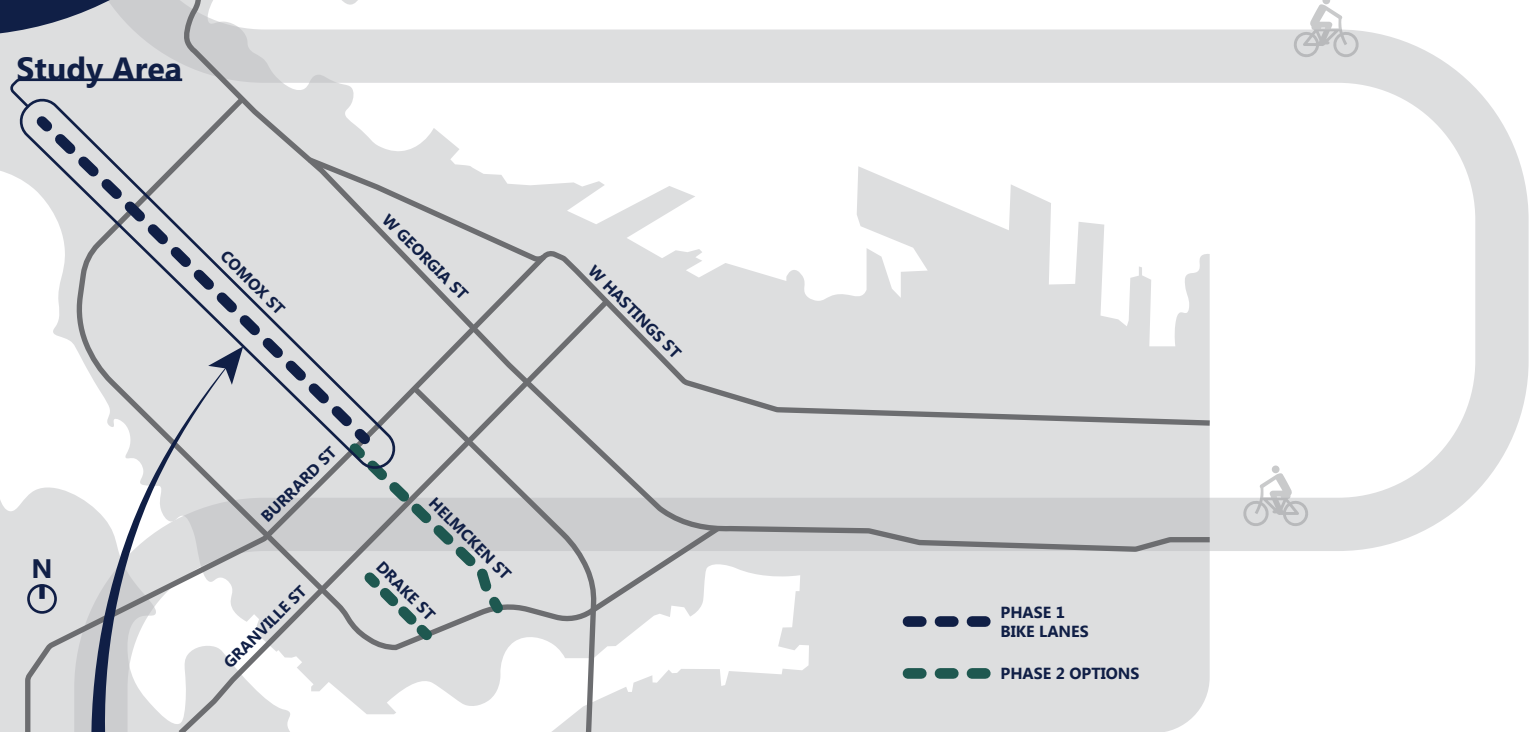 Study Area
W GEORGIA ST
COMOX ST
W HASTINGS ST
BURRARD ST
HELMCKEN ST
DRAKE ST
GRANVILLE ST
N
PHASE 1
BIKE LANES
PHASE 2 OPTIONS